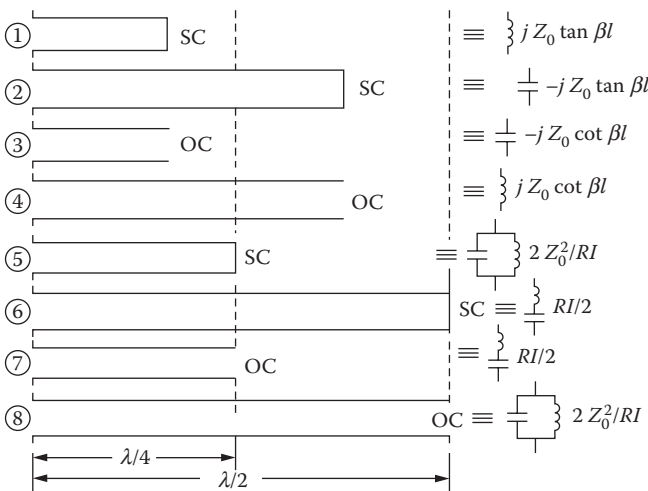 ① SC ≡ j Z₀ tan βl
② SC ≡ –j Z₀ tan βl
③ OC ≡ –j Z₀ cot βl
④ OC ≡ j Z₀ cot βl
⑤ SC ≡ 2 Z₀²/Rl
⑥ SC ≡ Rl/2
⑦ OC ≡ Rl/2
⑧ OC ≡ 2 Z₀²/Rl
λ/4
λ/2